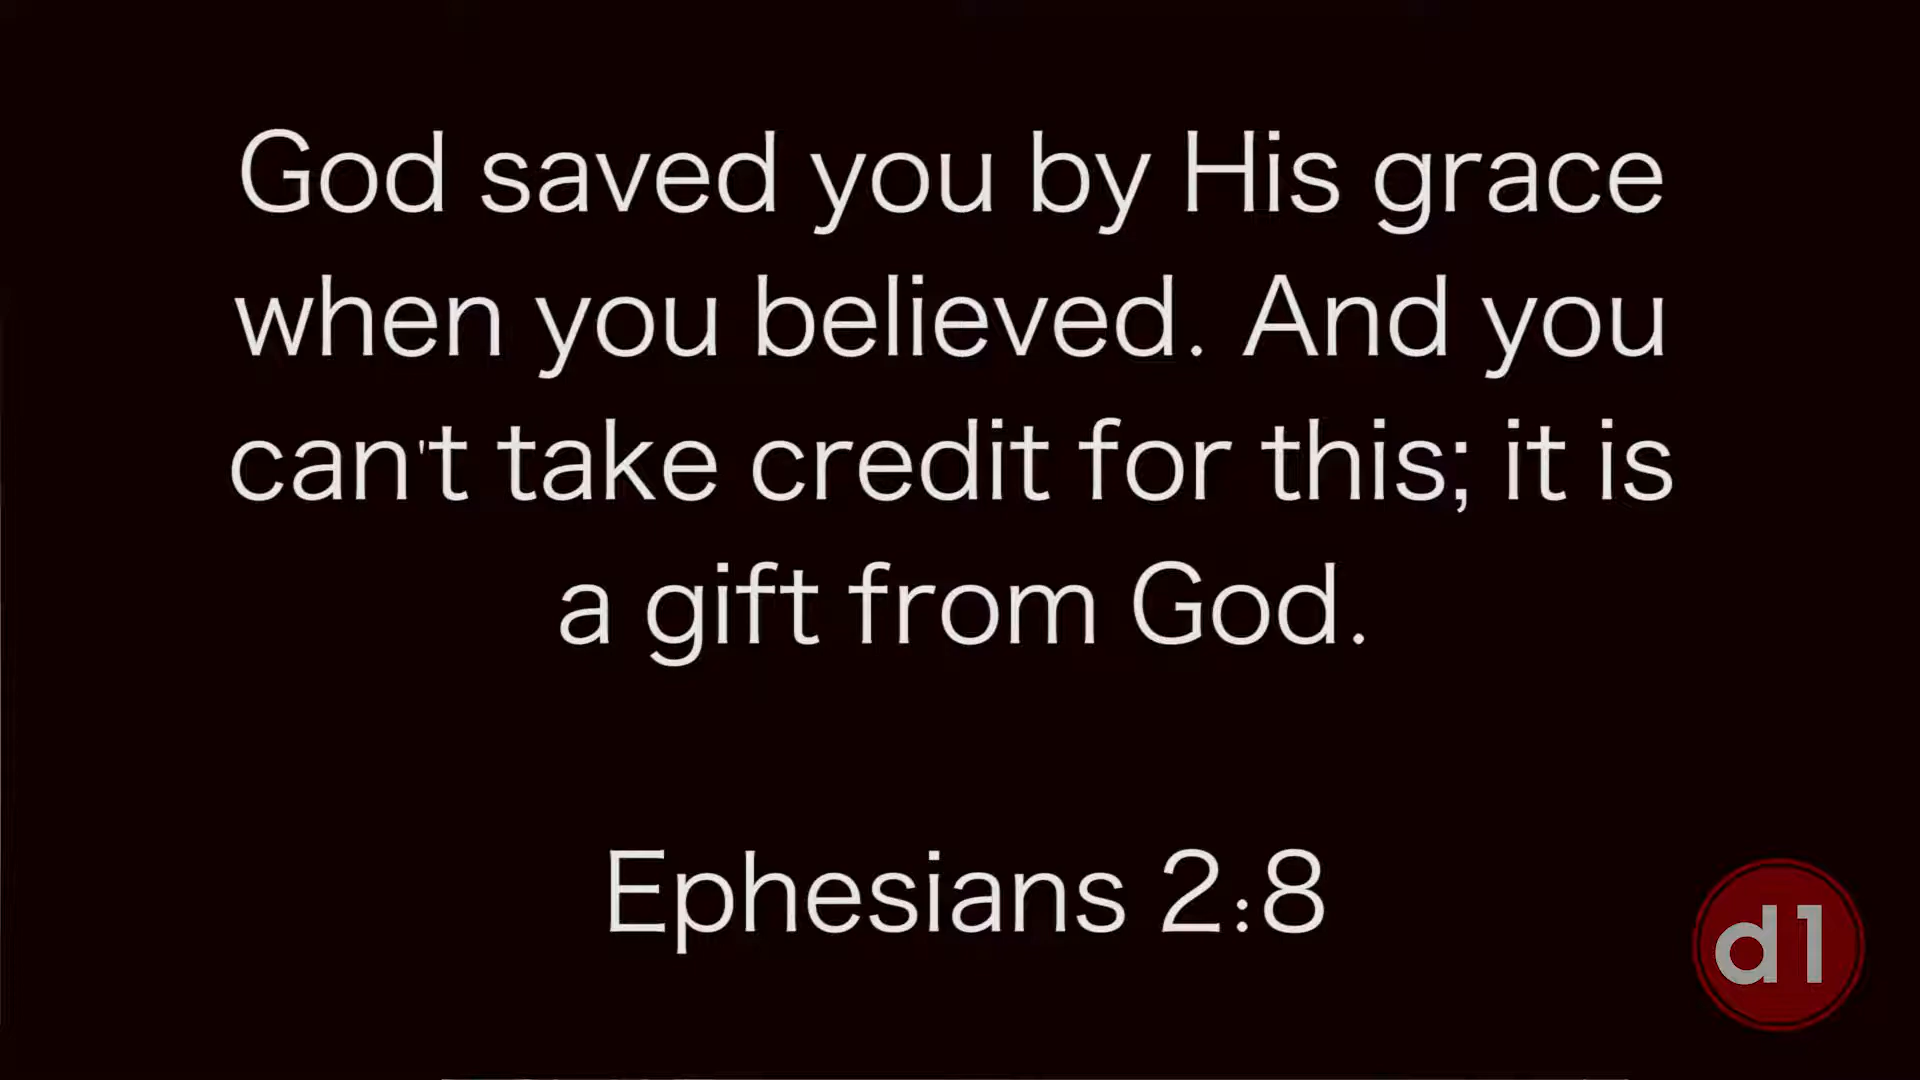 God saved you by His grace
when you believed. And you
can't take credit for this; it is
a gift from God.
Ephesians 2:8
d1